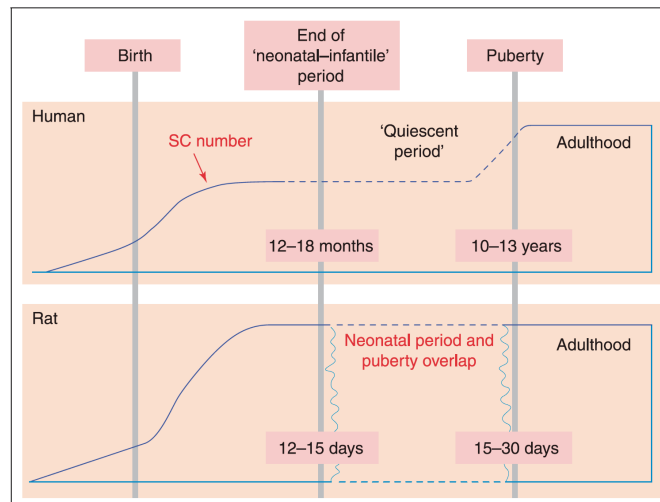 Birth
End of
‘neonatal–infantile’
period
Puberty
Human
SC number
‘Quiescent
period’
Adulthood
12–18 months
10–13 years
Rat
Neonatal period and
puberty overlap
Adulthood
12–15 days
15–30 days